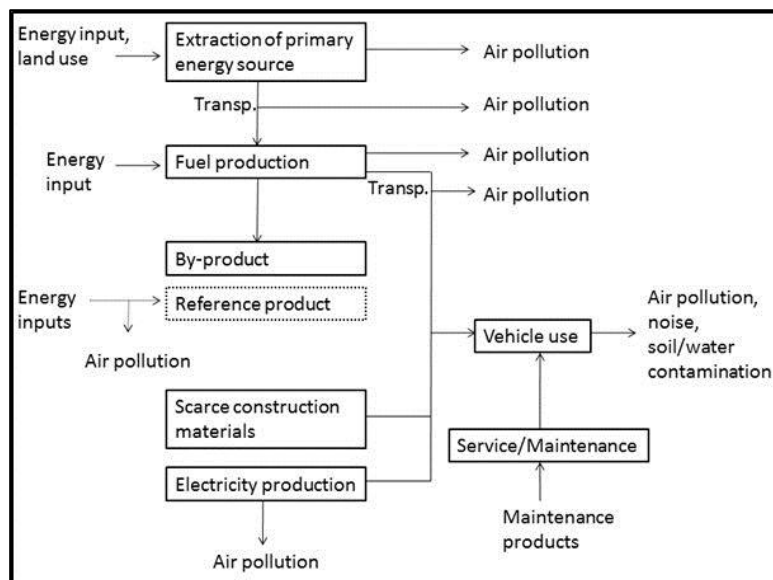 Energy input,
land use
Extraction of primary
energy source
Air pollution
Transp.
Air pollution
Energy
input
Fuel production
Air pollution
Transp.
Air pollution
By-product
Energy
inputs
Reference product
Air pollution
Vehicle use
Air pollution,
noise,
soil/water
contamination
Scarce construction
materials
Service/Maintenance
Electricity production
Maintenance
products
Air pollution